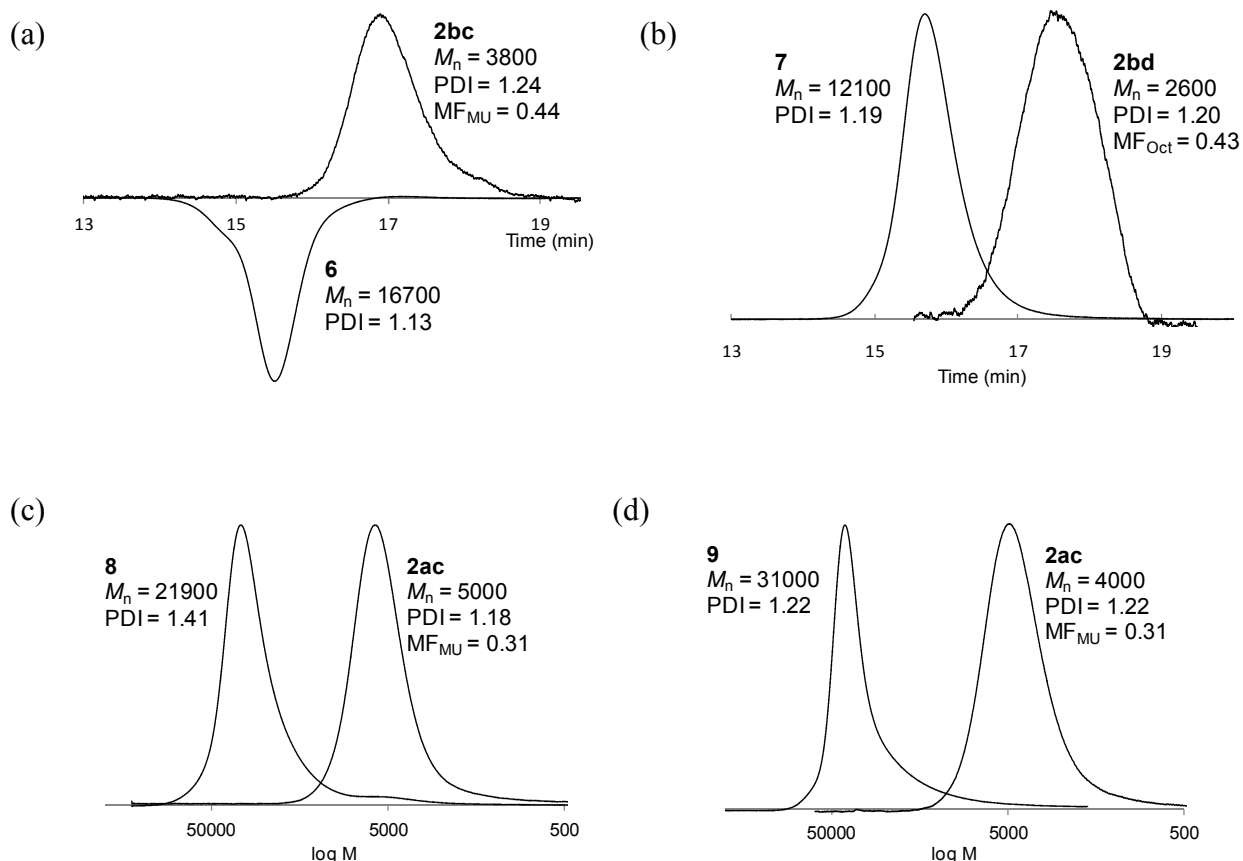 (a)
2bc
Mn = 3800
PDI = 1.24
MFMU = 0.44
13
15
17
19
Time (min)
6
Mn = 16700
PDI = 1.13
(b)
7
Mn = 12100
PDI = 1.19
2bd
Mn = 2600
PDI = 1.20
MFOct = 0.43
13
15
17
19
Time (min)
(c)
8
Mn = 21900
PDI = 1.41
2ac
Mn = 5000
PDI = 1.18
MFMU = 0.31
50000
5000
500
log M
(d)
9
Mn = 31000
PDI = 1.22
2ac
Mn = 4000
PDI = 1.22
MFMU = 0.31
50000
5000
500
log M